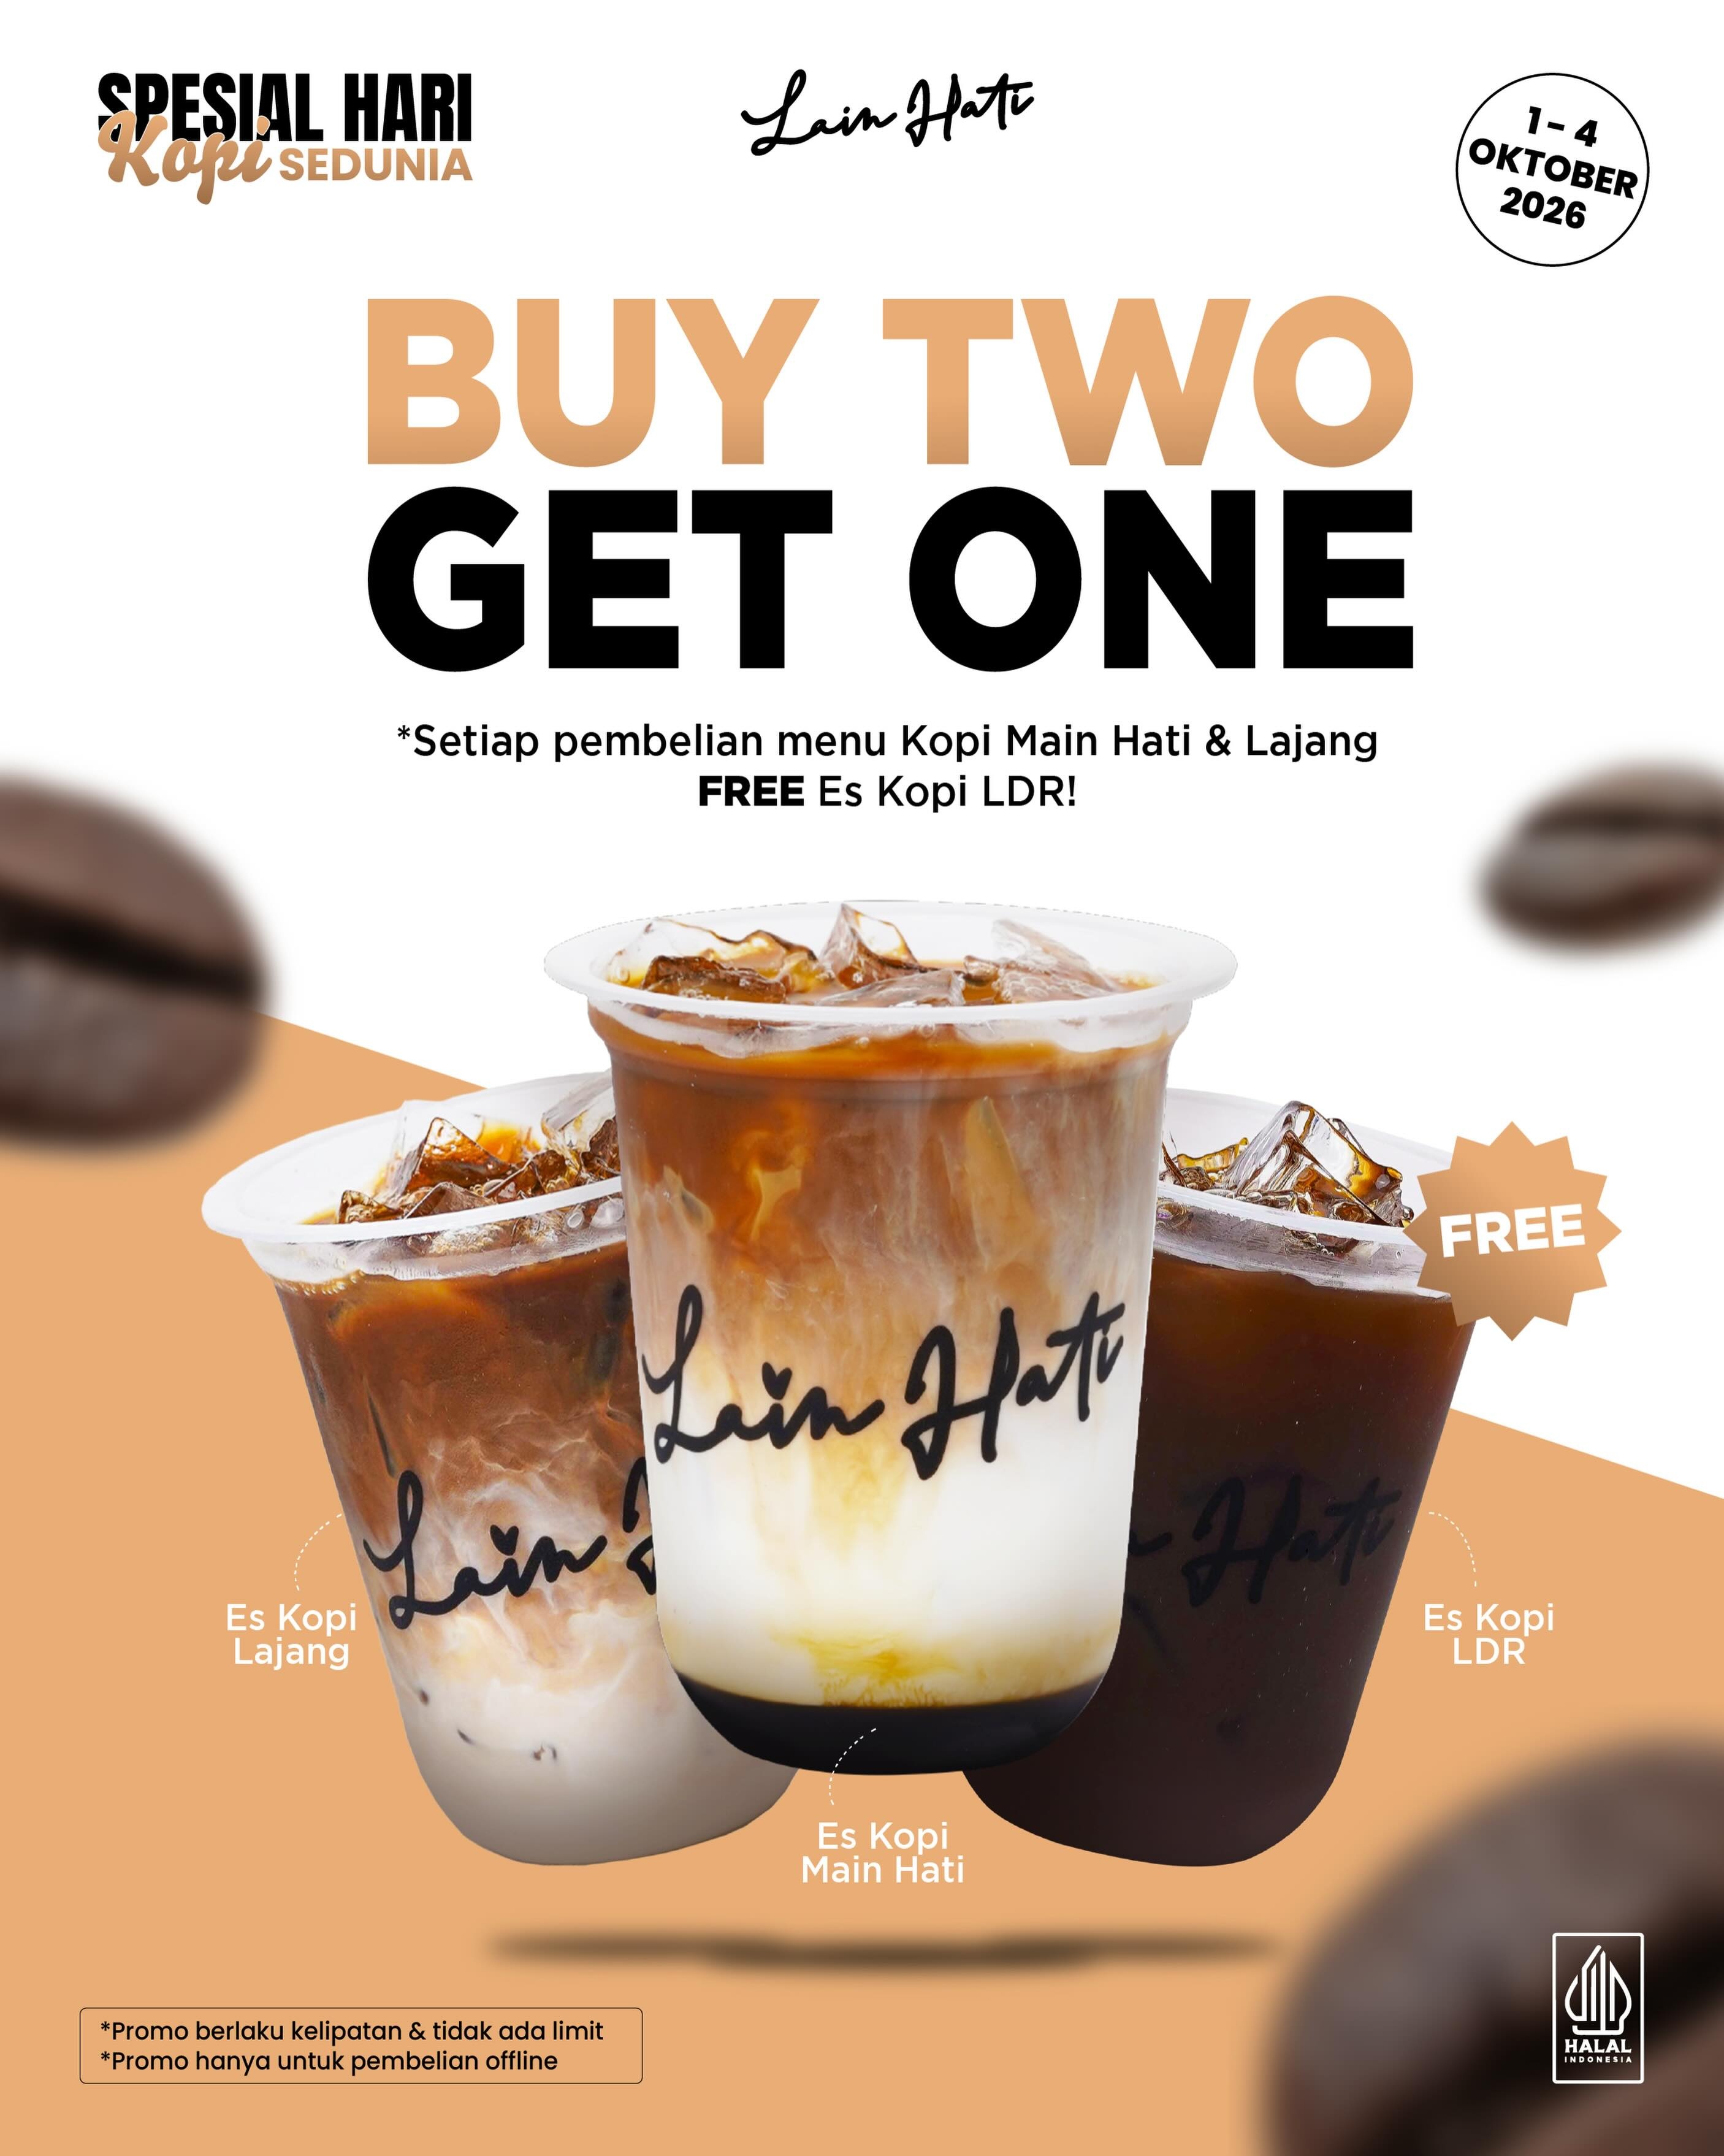 SPESIAL HARI
Kopi SEDUNIA
Lain Hati
1 - 4
OKTOBER
2026
BUY TWO
GET ONE
*Setiap pembelian menu Kopi Main Hati & Lajang
FREE Es Kopi LDR!
FREE
Lain Hati
Lain H
n Hati
Es Kopi
Lajang
Es Kopi
LDR
Es Kopi
Main Hati
*Promo berlaku kelipatan & tidak ada limit
*Promo hanya untuk pembelian offline
HALAL
INDONESIA